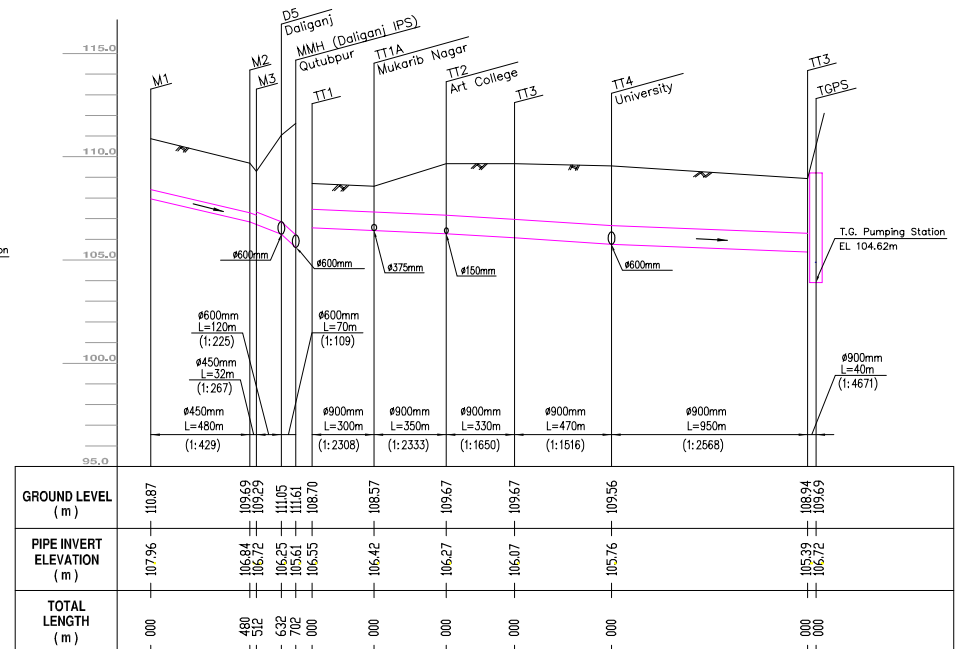 D5
Daliganj
MMH (Daliganj IPS)
Qutubpur
TT1A
Mukarib Nagar
M1
M2
M3
TT1
TT2
Art College
TT3
TT4
University
TT3
TGPS
115.0
110.0
105.0
100.0
95.0
on
ø600mm
ø600mm
ø375mm
ø150mm
ø600mm
T.G. Pumping Station
EL 104.62m
ø600mm
L=120m
(1:225)
ø600mm
L=70m
(1:109)
ø450mm
L=32m
(1:267)
ø900mm
L=40m
(1:4671)
ø450mm
L=480m
(1:429)
ø900mm
L=300m
(1:2308)
ø900mm
L=350m
(1:2333)
ø900mm
L=330m
(1:1650)
ø900mm
L=470m
(1:1516)
ø900mm
L=950m
(1:2568)
GROUND LEVEL
(m)
110.87 109.69 109.29 111.05 111.61 108.70 108.57 109.67 109.67 109.56 108.94 109.69
PIPE INVERT
ELEVATION
(m)
107.96 106.84 106.72 106.25 105.61 106.55 106.42 106.27 106.07 105.76 105.39 106.72
TOTAL
LENGTH
(m)
000 480 512 632 702 000 000 000 000 000 000 000